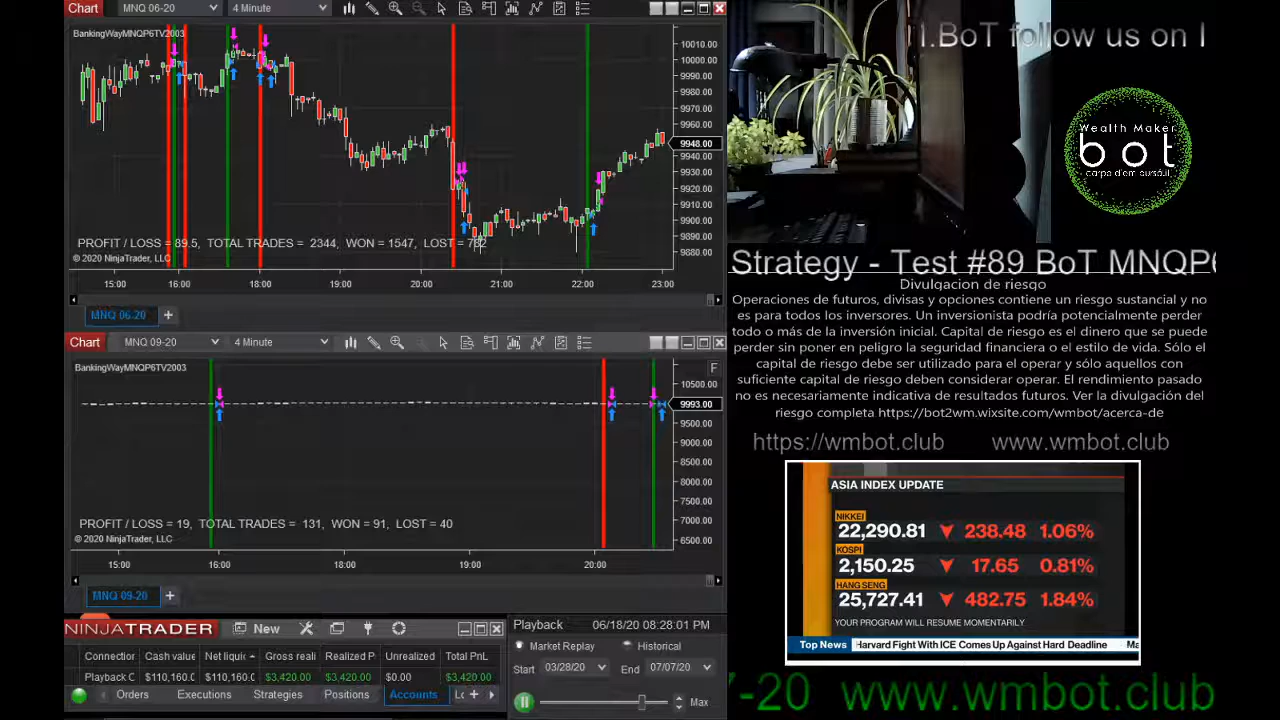 Chart MNQ 06-20 4 Minute
BankingWayMNQP6TV2003
10010.00
10000.00
9990.00
9980.00
9970.00
9960.00
9948.00
9940.00
9930.00
9920.00
9910.00
9900.00
9890.00
9880.00
PROFIT / LOSS = 89.5, TOTAL TRADES = 2344, WON = 1547, LOST = 782
© 2020 NinjaTrader, LLC
15:00 16:00 17:00 18:00 19:00 20:00 21:00 22:00 23:00
MNQ 06-20 +
Chart MNQ 09-20 4 Minute
BankingWayMNQP6TV2003
F
10500.00
9993.00
9500.00
9000.00
8500.00
8000.00
7500.00
7000.00
6500.00
PROFIT / LOSS = 19, TOTAL TRADES = 131, WON = 91, LOST = 40
© 2020 NinjaTrader, LLC
15:00 16:00 18:00 19:00 20:00
MNQ 09-20 +
NINJATRADER New
Connection Cash value Net liquic Gross reali Realized P Unrealized Total PnL
Playback C $110,160.0 $110,160.0 $3,420.00 $3,420.00 $0.00 $3,420.00
Orders Executions Strategies Positions Accounts Lo +
Playback 06/18/20 08:28:01 PM
Market Replay Historical
Start 03/28/20 End 07/07/20
Max
.BoT follow us on I
Wealth Maker
bot
Strategy - Test #89 BoT MNQP6
Divulgacion de riesgo
Operaciones de futuros, divisas y opciones contiene un riesgo sustancial y no
es para todos los inversores. Un inversionista podría potencialmente perder
todo o más de la inversión inicial. Capital de riesgo es el dinero que se puede
perder sin poner en peligro la seguridad financiera o el estilo de vida. Sólo el
capital de riesgo debe ser utilizado para el operar y sólo aquellos con
suficiente capital de riesgo deben considerar operar. El rendimiento pasado
no es necesariamente indicativa de resultados futuros. Ver la divulgación del
riesgo completa https://bot2wm.wixsite.com/wmbot/acerca-de
https://wmbot.club www.wmbot.club
ASIA INDEX UPDATE
NIKKEI
22,290.81 238.48 1.06%
KOSPI
2,150.25 17.65 0.81%
HANG SENG
25,727.41 482.75 1.84%
YOUR PROGRAM WILL RESUME MOMENTARILY
Top News Harvard Fight With ICE Comes Up Against Hard Deadline Ma
-20 www.wmbot.club